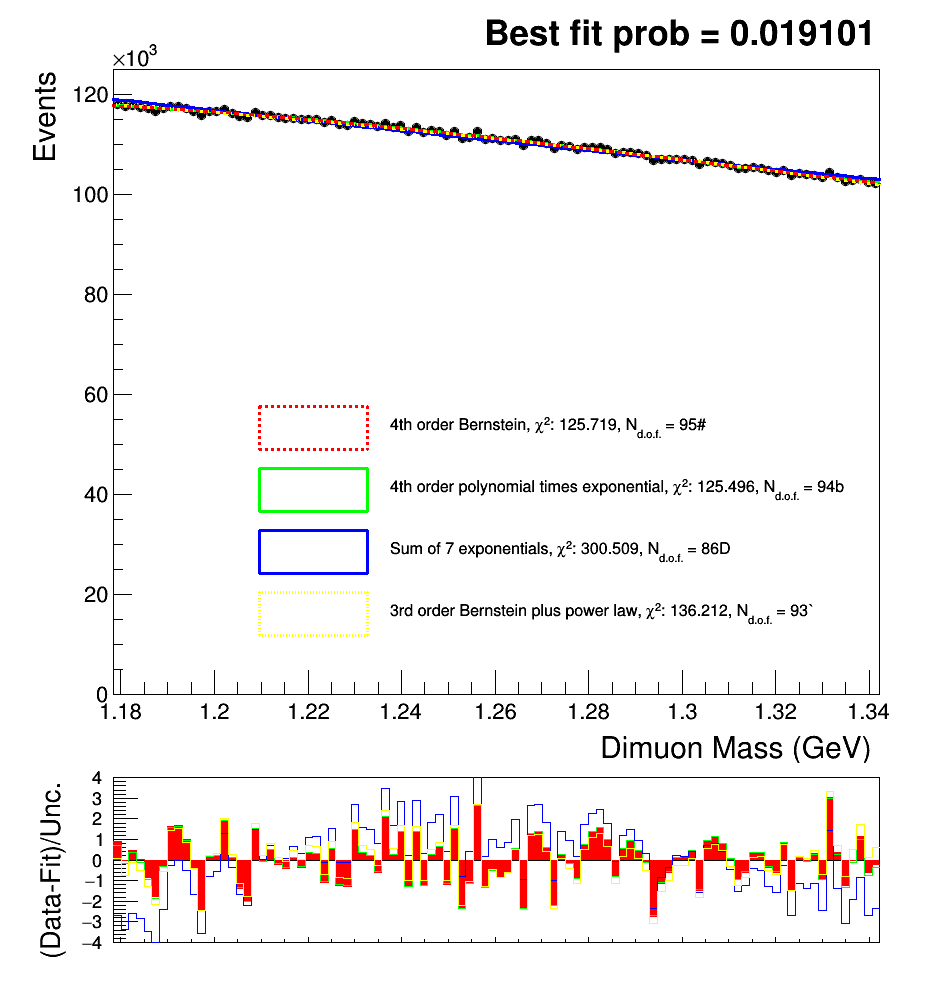 Best fit prob = 0.019101
×10³
Events
120
100
80
60
40
20
0
4th order Bernstein, χ²: 125.719, N_d.o.f. = 95#
4th order polynomial times exponential, χ²: 125.496, N_d.o.f. = 94b
Sum of 7 exponentials, χ²: 300.509, N_d.o.f. = 86D
3rd order Bernstein plus power law, χ²: 136.212, N_d.o.f. = 93`
1.18 1.2 1.22 1.24 1.26 1.28 1.3 1.32 1.34
Dimuon Mass (GeV)
(Data-Fit)/Unc.
4
3
2
1
0
−1
−2
−3
−4